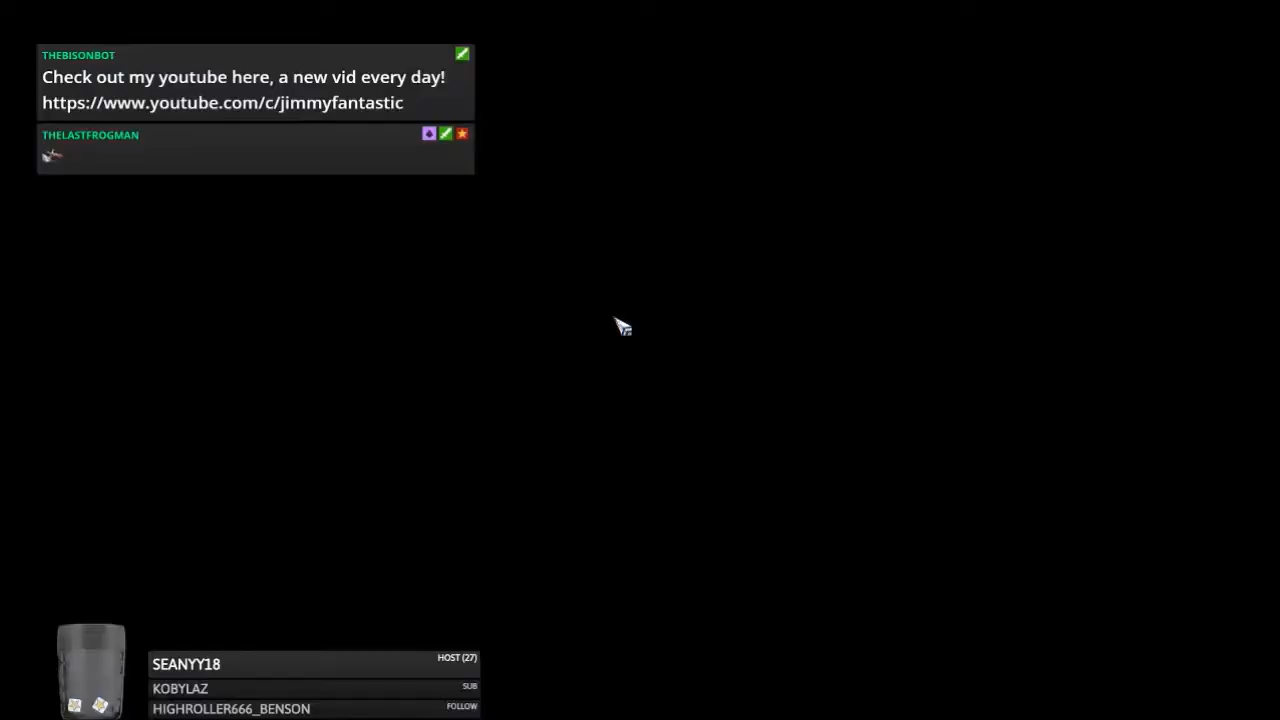 THEBISONBOT
Check out my youtube here, a new vid every day!
https://www.youtube.com/c/jimmyfantastic
THELASTFROGMAN
SEANYY18 HOST (27)
KOBYLAZ SUB
HIGHROLLER666_BENSON FOLLOW